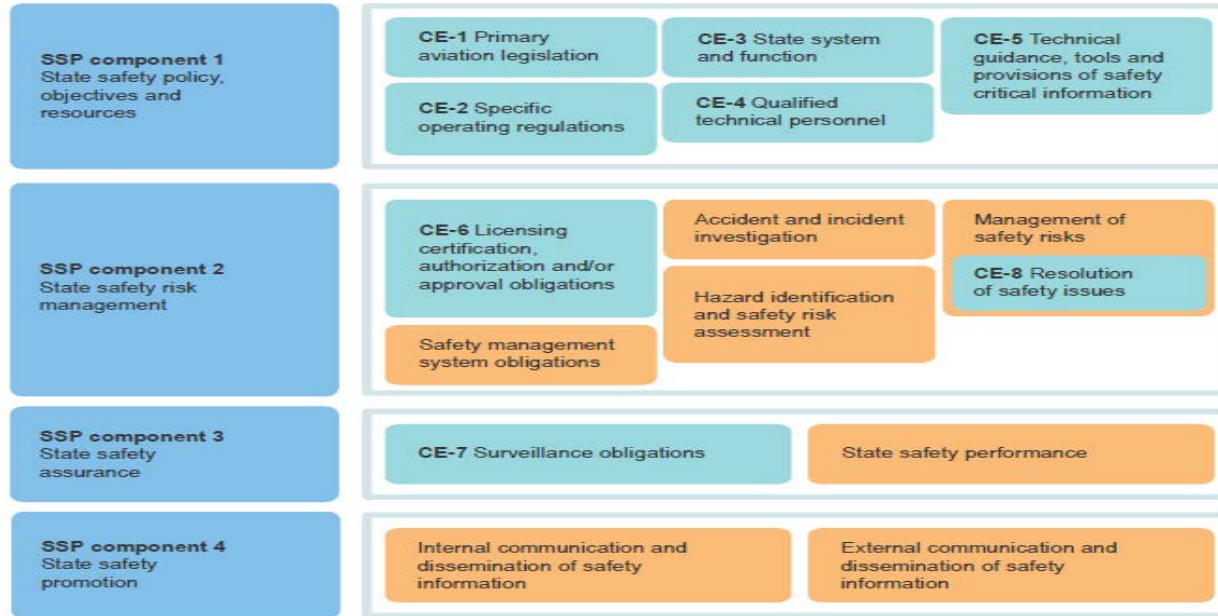 SSP component 1
State safety policy,
objectives and
resources
CE-1 Primary
aviation legislation
CE-2 Specific
operating regulations
CE-3 State system
and function
CE-4 Qualified
technical personnel
CE-5 Technical
guidance, tools and
provisions of safety
critical information
SSP component 2
State safety risk
management
CE-6 Licensing
certification,
authorization and/or
approval obligations
Safety management
system obligations
Accident and incident
investigation
Hazard identification
and safety risk
assessment
Management of
safety risks
CE-8 Resolution
of safety issues
SSP component 3
State safety
assurance
CE-7 Surveillance obligations
State safety performance
SSP component 4
State safety
promotion
Internal communication and
dissemination of safety
information
External communication and
dissemination of safety
information